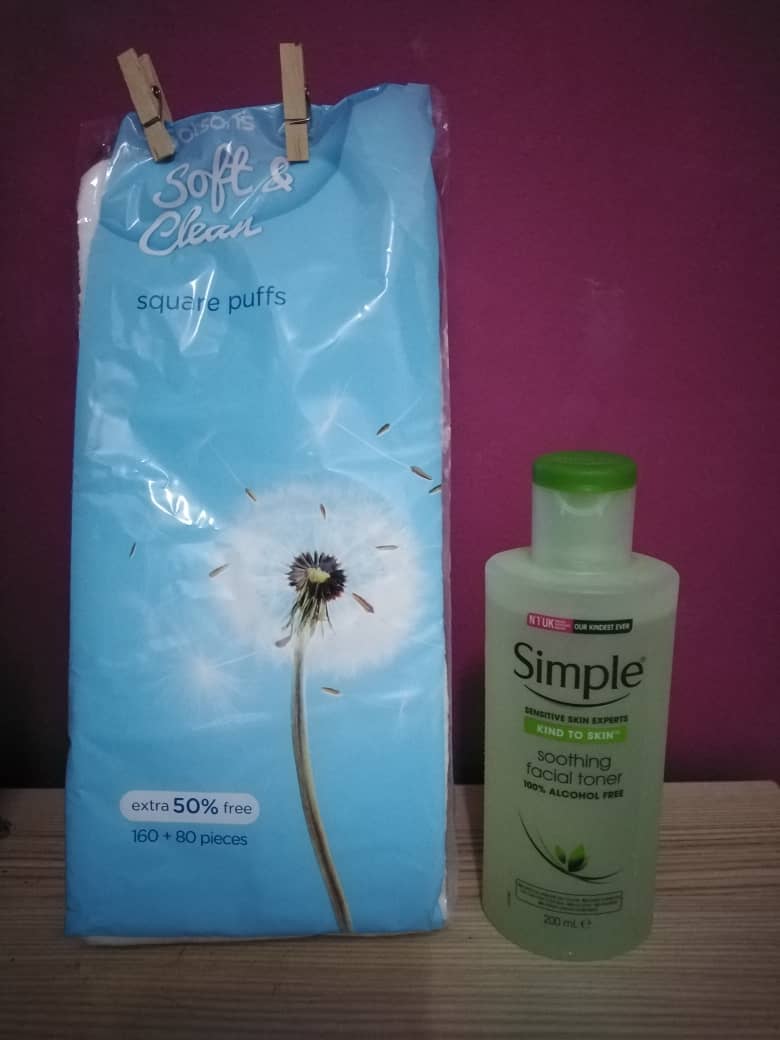 Soft &
Clean
square puffs
extra 50% free
160 + 80 pieces
N°1 UK
OUR KINDEST EVER
Simple®
SENSITIVE SKIN EXPERTS
KIND TO SKIN™
soothing
facial toner
100% ALCOHOL FREE
200 mL ℮